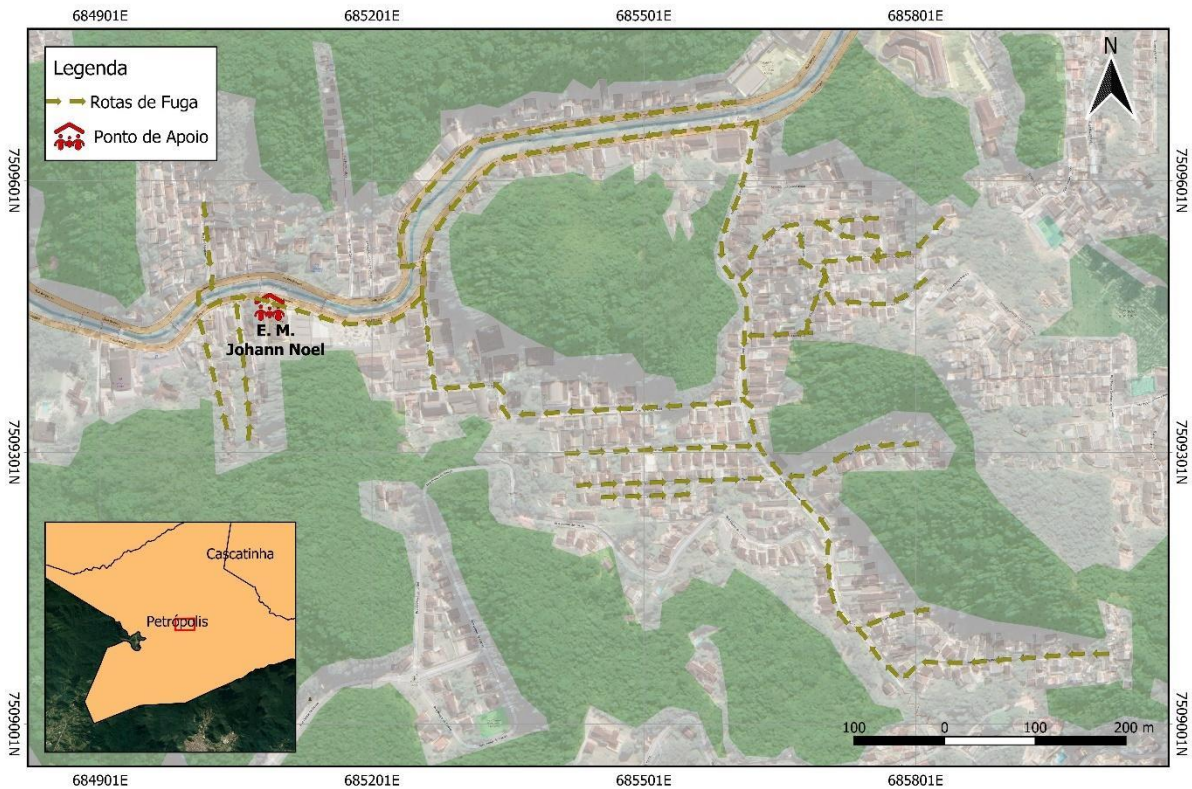 684901E
685201E
685501E
685801E
Legenda
Rotas de Fuga
Ponto de Apoio
N
7509601N
7509601N
E. M.
Johann Noel
7509301N
7509301N
Cascatinha
Petrópolis
7509001N
7509001N
100
0
100
200 m
684901E
685201E
685501E
685801E